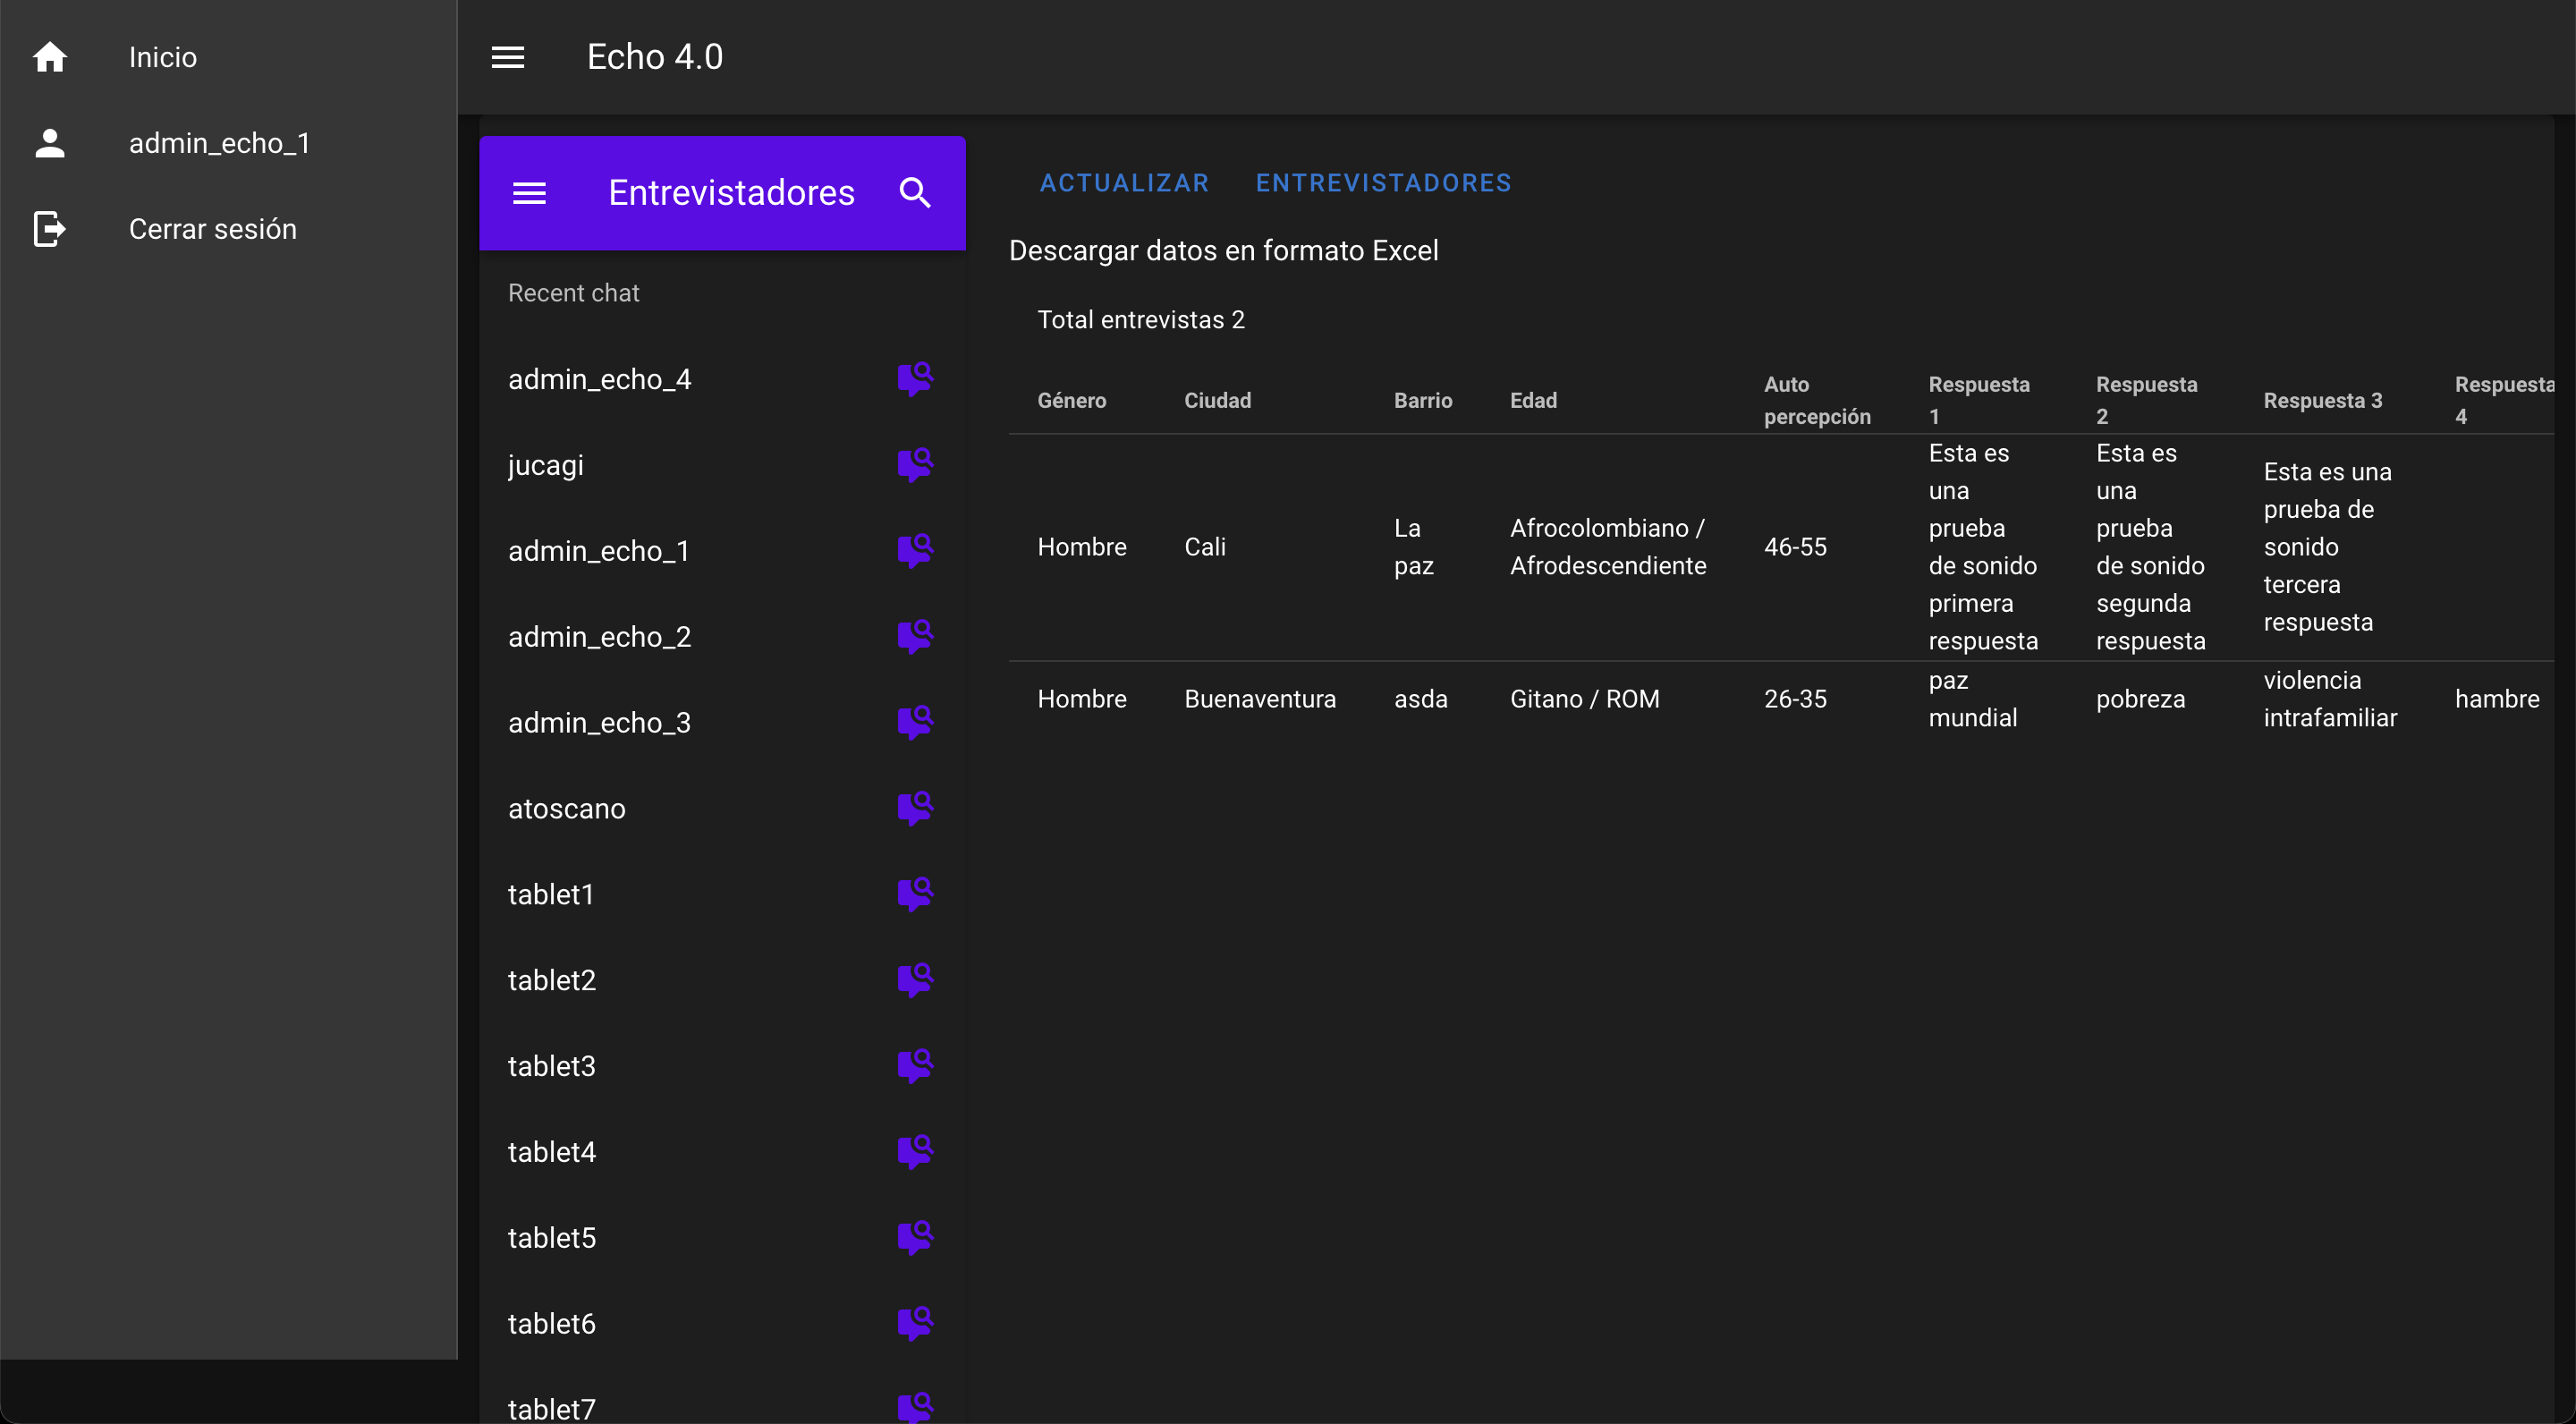 Inicio
admin_echo_1
Cerrar sesión
Echo 4.0
Entrevistadores
Recent chat
admin_echo_4
jucagi
admin_echo_1
admin_echo_2
admin_echo_3
atoscano
tablet1
tablet2
tablet3
tablet4
tablet5
tablet6
tablet7
ACTUALIZAR ENTREVISTADORES
Descargar datos en formato Excel
Total entrevistas 2
Género
Ciudad
Barrio
Edad
Auto
percepción
Respuesta
1
Respuesta
2
Respuesta 3
Respuesta
4
Hombre
Cali
La
paz
Afrocolombiano /
Afrodescendiente
46-55
Esta es
una
prueba
de sonido
primera
respuesta
Esta es
una
prueba
de sonido
segunda
respuesta
Esta es una
prueba de
sonido
tercera
respuesta
Hombre
Buenaventura
asda
Gitano / ROM
26-35
paz
mundial
pobreza
violencia
intrafamiliar
hambre